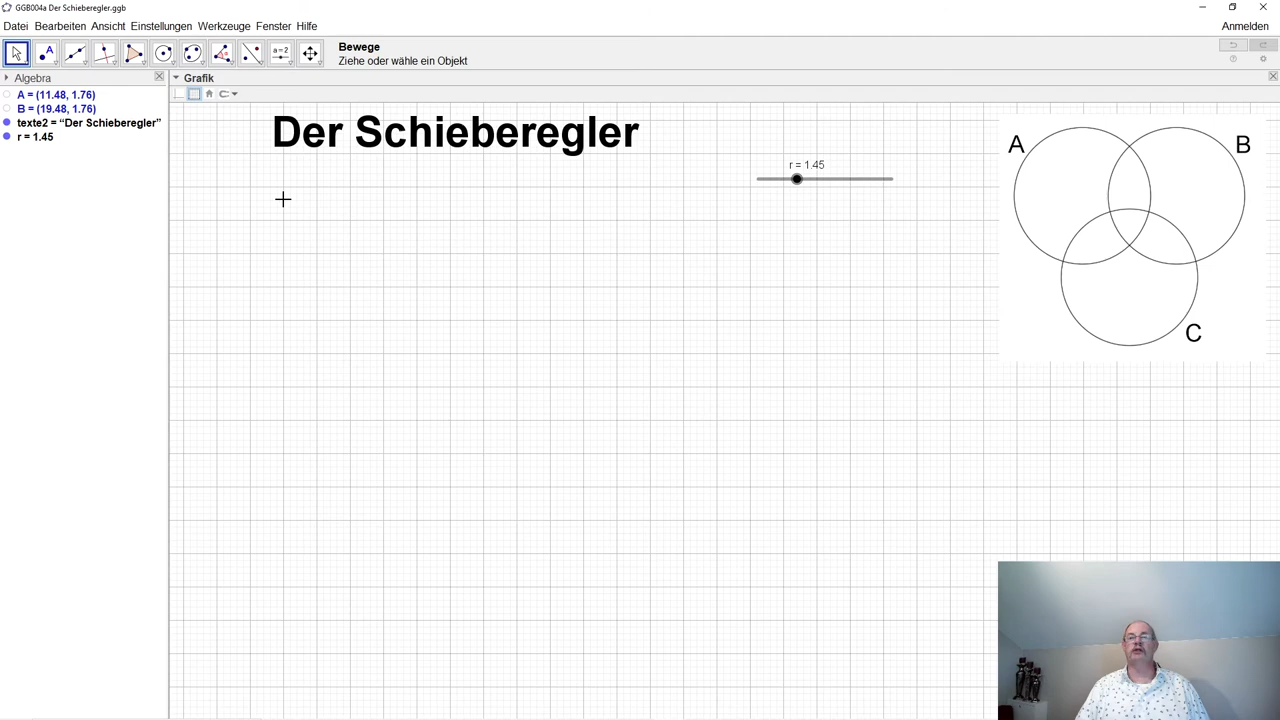 GGB004a Der Schieberegler.ggb
Datei Bearbeiten Ansicht Einstellungen Werkzeuge Fenster Hilfe
Anmelden
A
a=2
Bewege
Ziehe oder wähle ein Objekt
Algebra
Grafik
A = (11.48, 1.76)
B = (19.48, 1.76)
texte2 = “Der Schieberegler”
r = 1.45
Der Schieberegler
r = 1.45
A
B
C